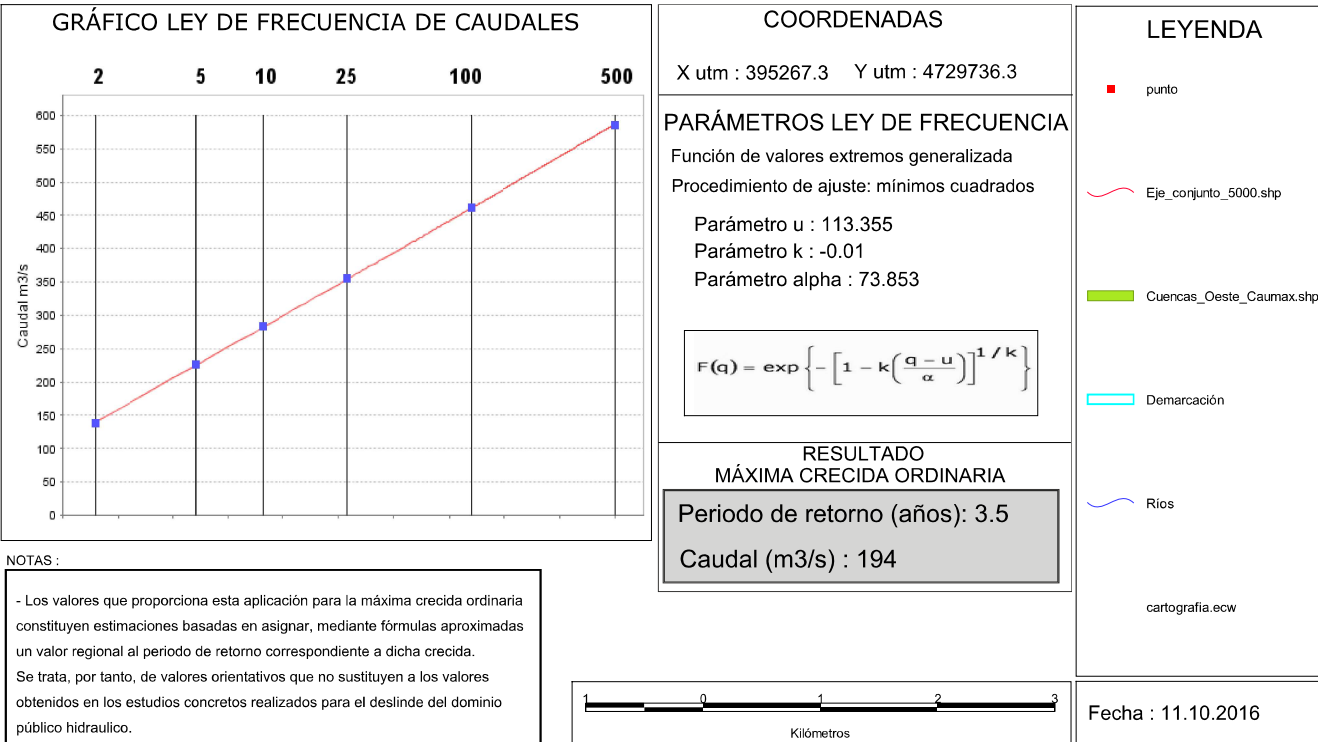 GRÁFICO LEY DE FRECUENCIA DE CAUDALES
2 5 10 25 100 500
600
550
500
450
400
350
300
250
200
150
100
50
0
Caudal m3/s
NOTAS :
- Los valores que proporciona esta aplicación para la máxima crecida ordinaria
constituyen estimaciones basadas en asignar, mediante fórmulas aproximadas
un valor regional al periodo de retorno correspondiente a dicha crecida.
Se trata, por tanto, de valores orientativos que no sustituyen a los valores
obtenidos en los estudios concretos realizados para el deslinde del dominio
público hidraulico.
COORDENADAS
X utm : 395267.3 Y utm : 4729736.3
PARÁMETROS LEY DE FRECUENCIA
Función de valores extremos generalizada
Procedimiento de ajuste: mínimos cuadrados
Parámetro u : 113.355
Parámetro k : -0.01
Parámetro alpha : 73.853
F(q) = exp{-[1 - k((q - u)/α)]^1/k}
RESULTADO
MÁXIMA CRECIDA ORDINARIA
Periodo de retorno (años): 3.5
Caudal (m3/s) : 194
1 0 1 2 3
Kilómetros
LEYENDA
punto
Eje_conjunto_5000.shp
Cuencas_Oeste_Caumax.shp
Demarcación
Ríos
cartografia.ecw
Fecha : 11.10.2016